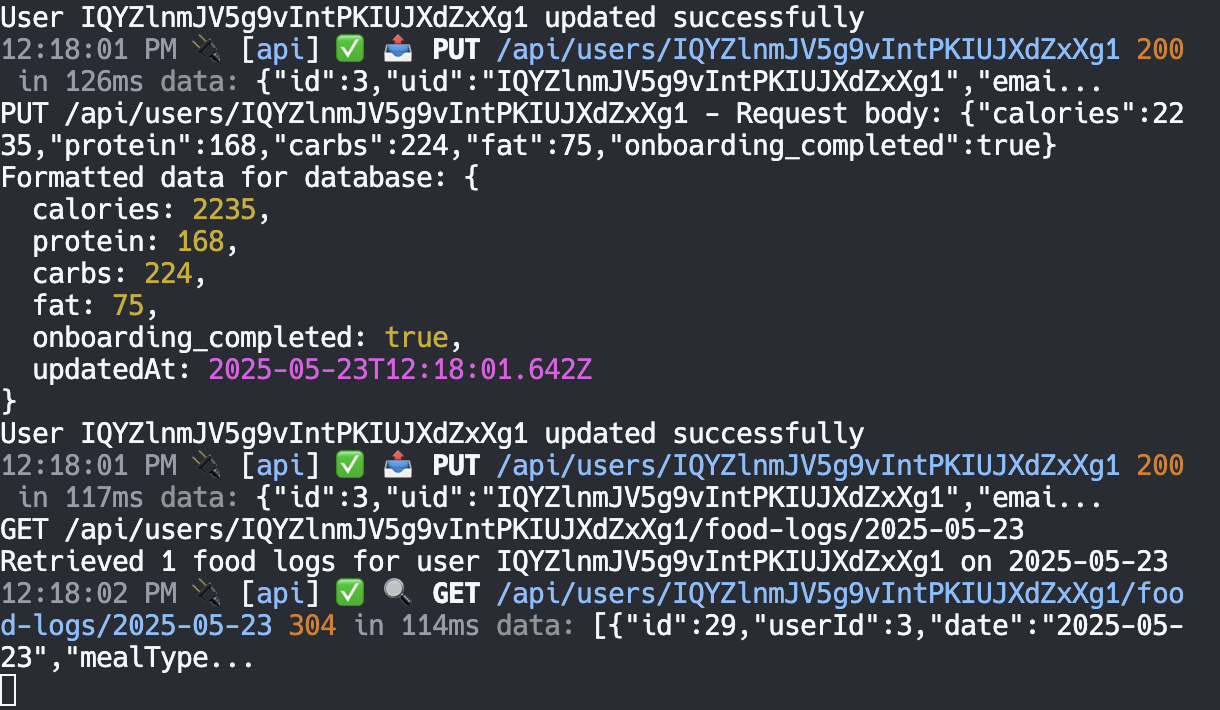 User IQYZlnmJV5g9vIntPKIUJXdZxXg1 updated successfully
12:18:01 PM 🔌 [api] ✅ 📤 PUT /api/users/IQYZlnmJV5g9vIntPKIUJXdZxXg1 200
 in 126ms data: {"id":3,"uid":"IQYZlnmJV5g9vIntPKIUJXdZxXg1","emai...
PUT /api/users/IQYZlnmJV5g9vIntPKIUJXdZxXg1 - Request body: {"calories":22
35,"protein":168,"carbs":224,"fat":75,"onboarding_completed":true}
Formatted data for database: {
  calories: 2235,
  protein: 168,
  carbs: 224,
  fat: 75,
  onboarding_completed: true,
  updatedAt: 2025-05-23T12:18:01.642Z
}
User IQYZlnmJV5g9vIntPKIUJXdZxXg1 updated successfully
12:18:01 PM 🔌 [api] ✅ 📤 PUT /api/users/IQYZlnmJV5g9vIntPKIUJXdZxXg1 200
 in 117ms data: {"id":3,"uid":"IQYZlnmJV5g9vIntPKIUJXdZxXg1","emai...
GET /api/users/IQYZlnmJV5g9vIntPKIUJXdZxXg1/food-logs/2025-05-23
Retrieved 1 food logs for user IQYZlnmJV5g9vIntPKIUJXdZxXg1 on 2025-05-23
12:18:02 PM 🔌 [api] ✅ 🔍 GET /api/users/IQYZlnmJV5g9vIntPKIUJXdZxXg1/foo
d-logs/2025-05-23 304 in 114ms data: [{"id":29,"userId":3,"date":"2025-05-
23","mealType...